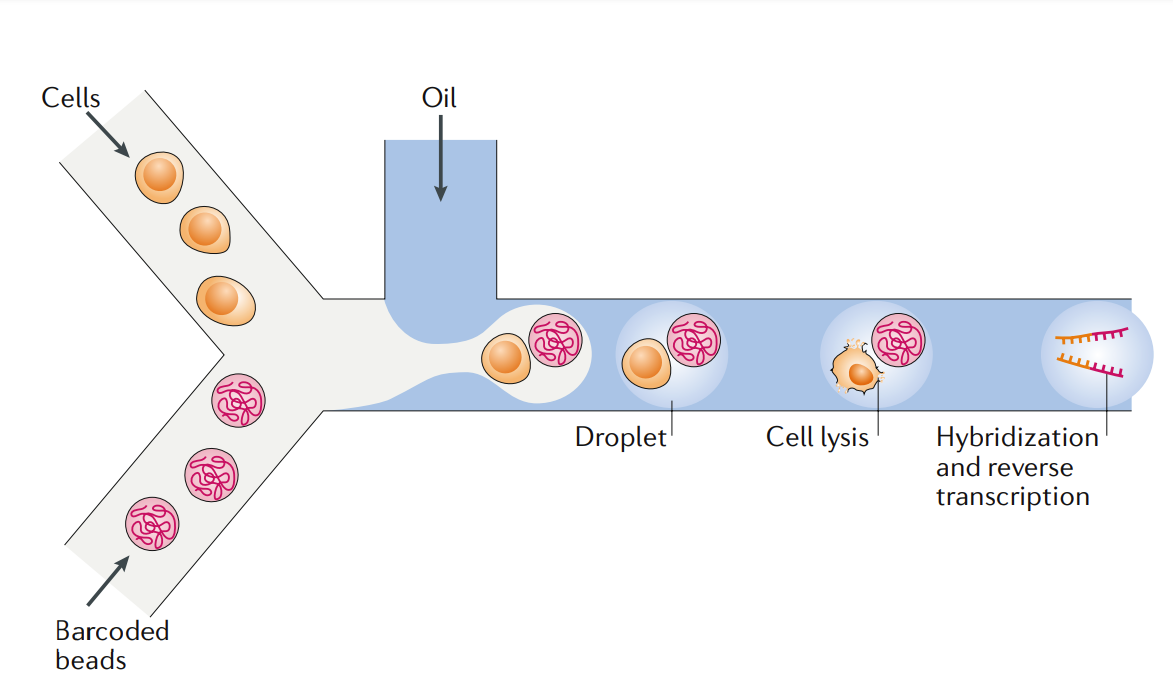 Cells
Oil
Droplet
Cell lysis
Hybridization
and reverse
transcription
Barcoded
beads